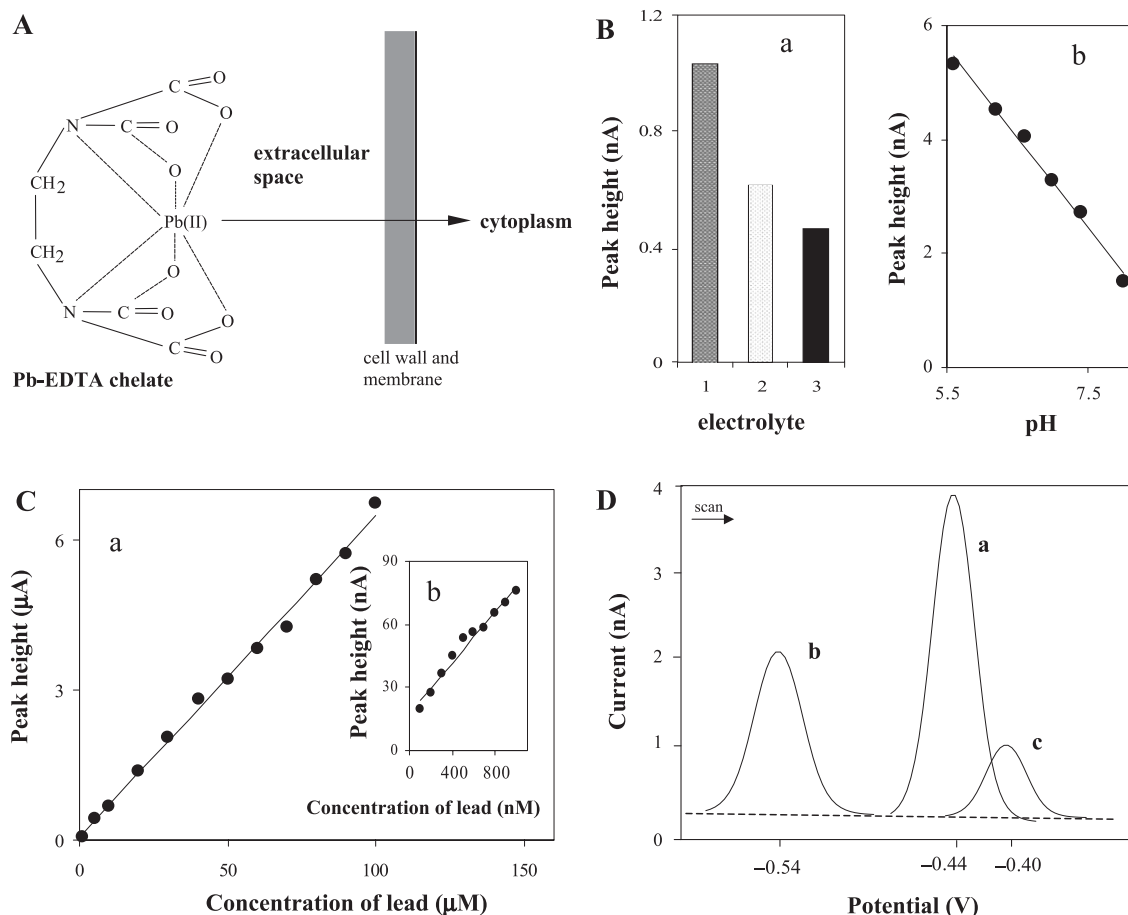 A
C
O
O
N
C
O
O
CH2
extracellular
space
Pb(II)
cytoplasm
CH2
O
N
C
O
O
C
O
cell wall and
membrane
Pb-EDTA chelate
B
a
1.2
0.8
0.4
0
Peak height (nA)
1
2
3
electrolyte
b
6
4
2
0
Peak height (nA)
5.5
7.5
pH
C
a
6
3
0
Peak height (μA)
0
50
100
150
Concentration of lead (μM)
b
90
60
30
0
Peak height (nA)
0
400
800
Concentration of lead (nM)
D
scan
4
3
2
1
0
Current (nA)
a
b
c
−0.54
−0.44
−0.40
Potential (V)